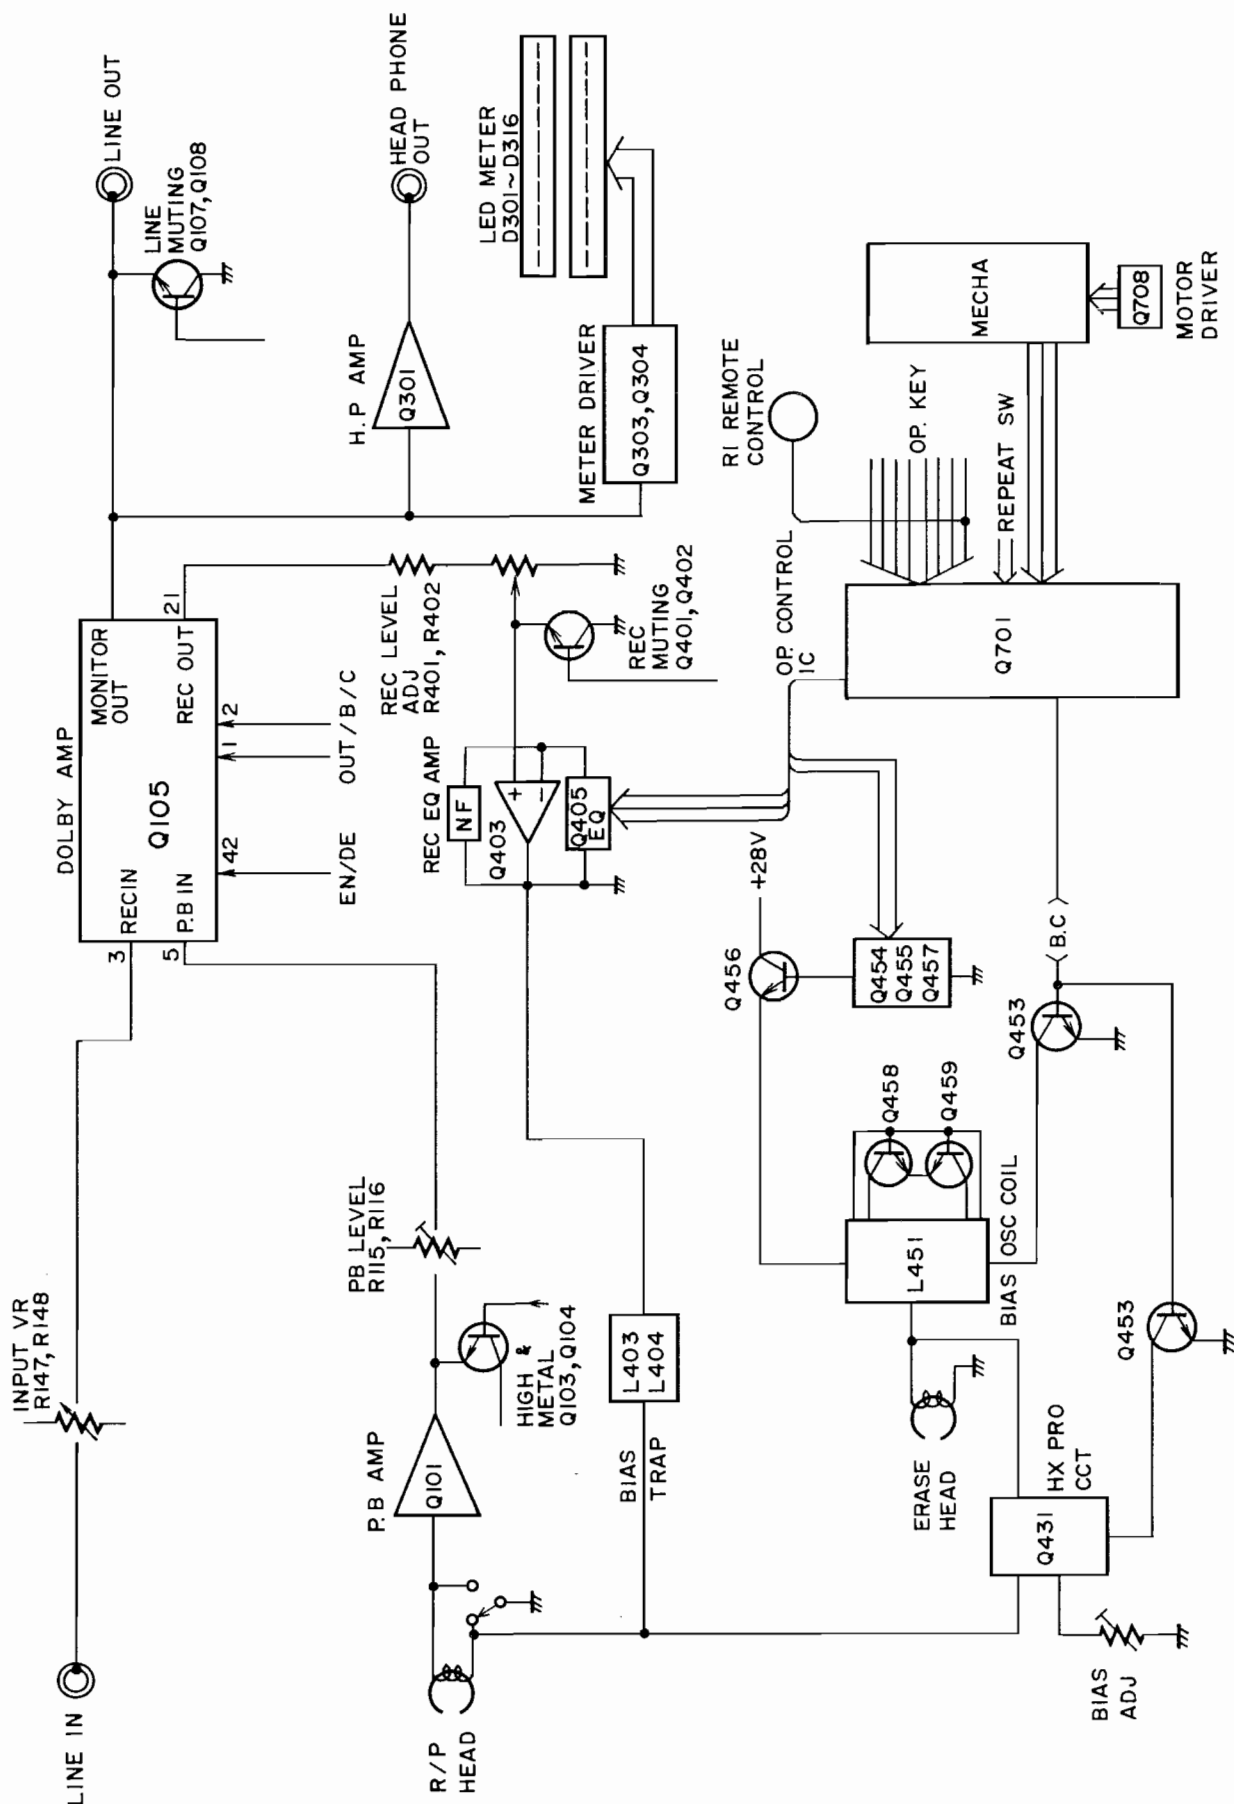 LINE IN
INPUT VR
R147, R148
3
RECIN
5
P.B IN
DOLBY AMP
Q105
42
EN/DE
1
2
OUT/B/C
MONITOR
OUT
REC OUT
21
LINE OUT
LINE
MUTING
Q107, Q108
R/P
HEAD
P.B AMP
Q101
HIGH &
METAL
Q103, Q104
PB LEVEL
R115, R116
H.P AMP
Q301
HEAD PHONE
OUT
LED METER
D301~D316
METER DRIVER
Q303, Q304
REC LEVEL
ADJ R401, R402
REC
MUTING
Q401, Q402
REC EQ AMP
NF
Q403
+
−
Q405
EQ
BIAS
TRAP
L403
L404
RI REMOTE
CONTROL
OP. KEY
REPEAT SW
OP. CONTROL
IC
Q701
MECHA
Q708
MOTOR
DRIVER
+28V
Q456
Q454
Q455
Q457
Q458
Q459
L451
BIAS OSC COIL
B.C
Q453
Q453
ERASE
HEAD
HX PRO
CCT
Q431
BIAS
ADJ